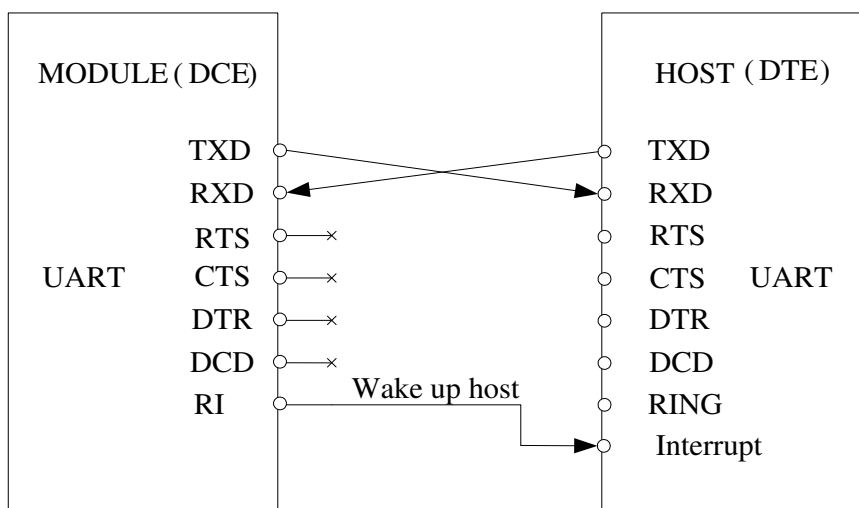 MODULE (DCE)
HOST (DTE)
TXD
TXD
RXD
RXD
RTS
RTS
UART
CTS
CTS
UART
DTR
DTR
DCD
DCD
Wake up host
RI
RING
Interrupt